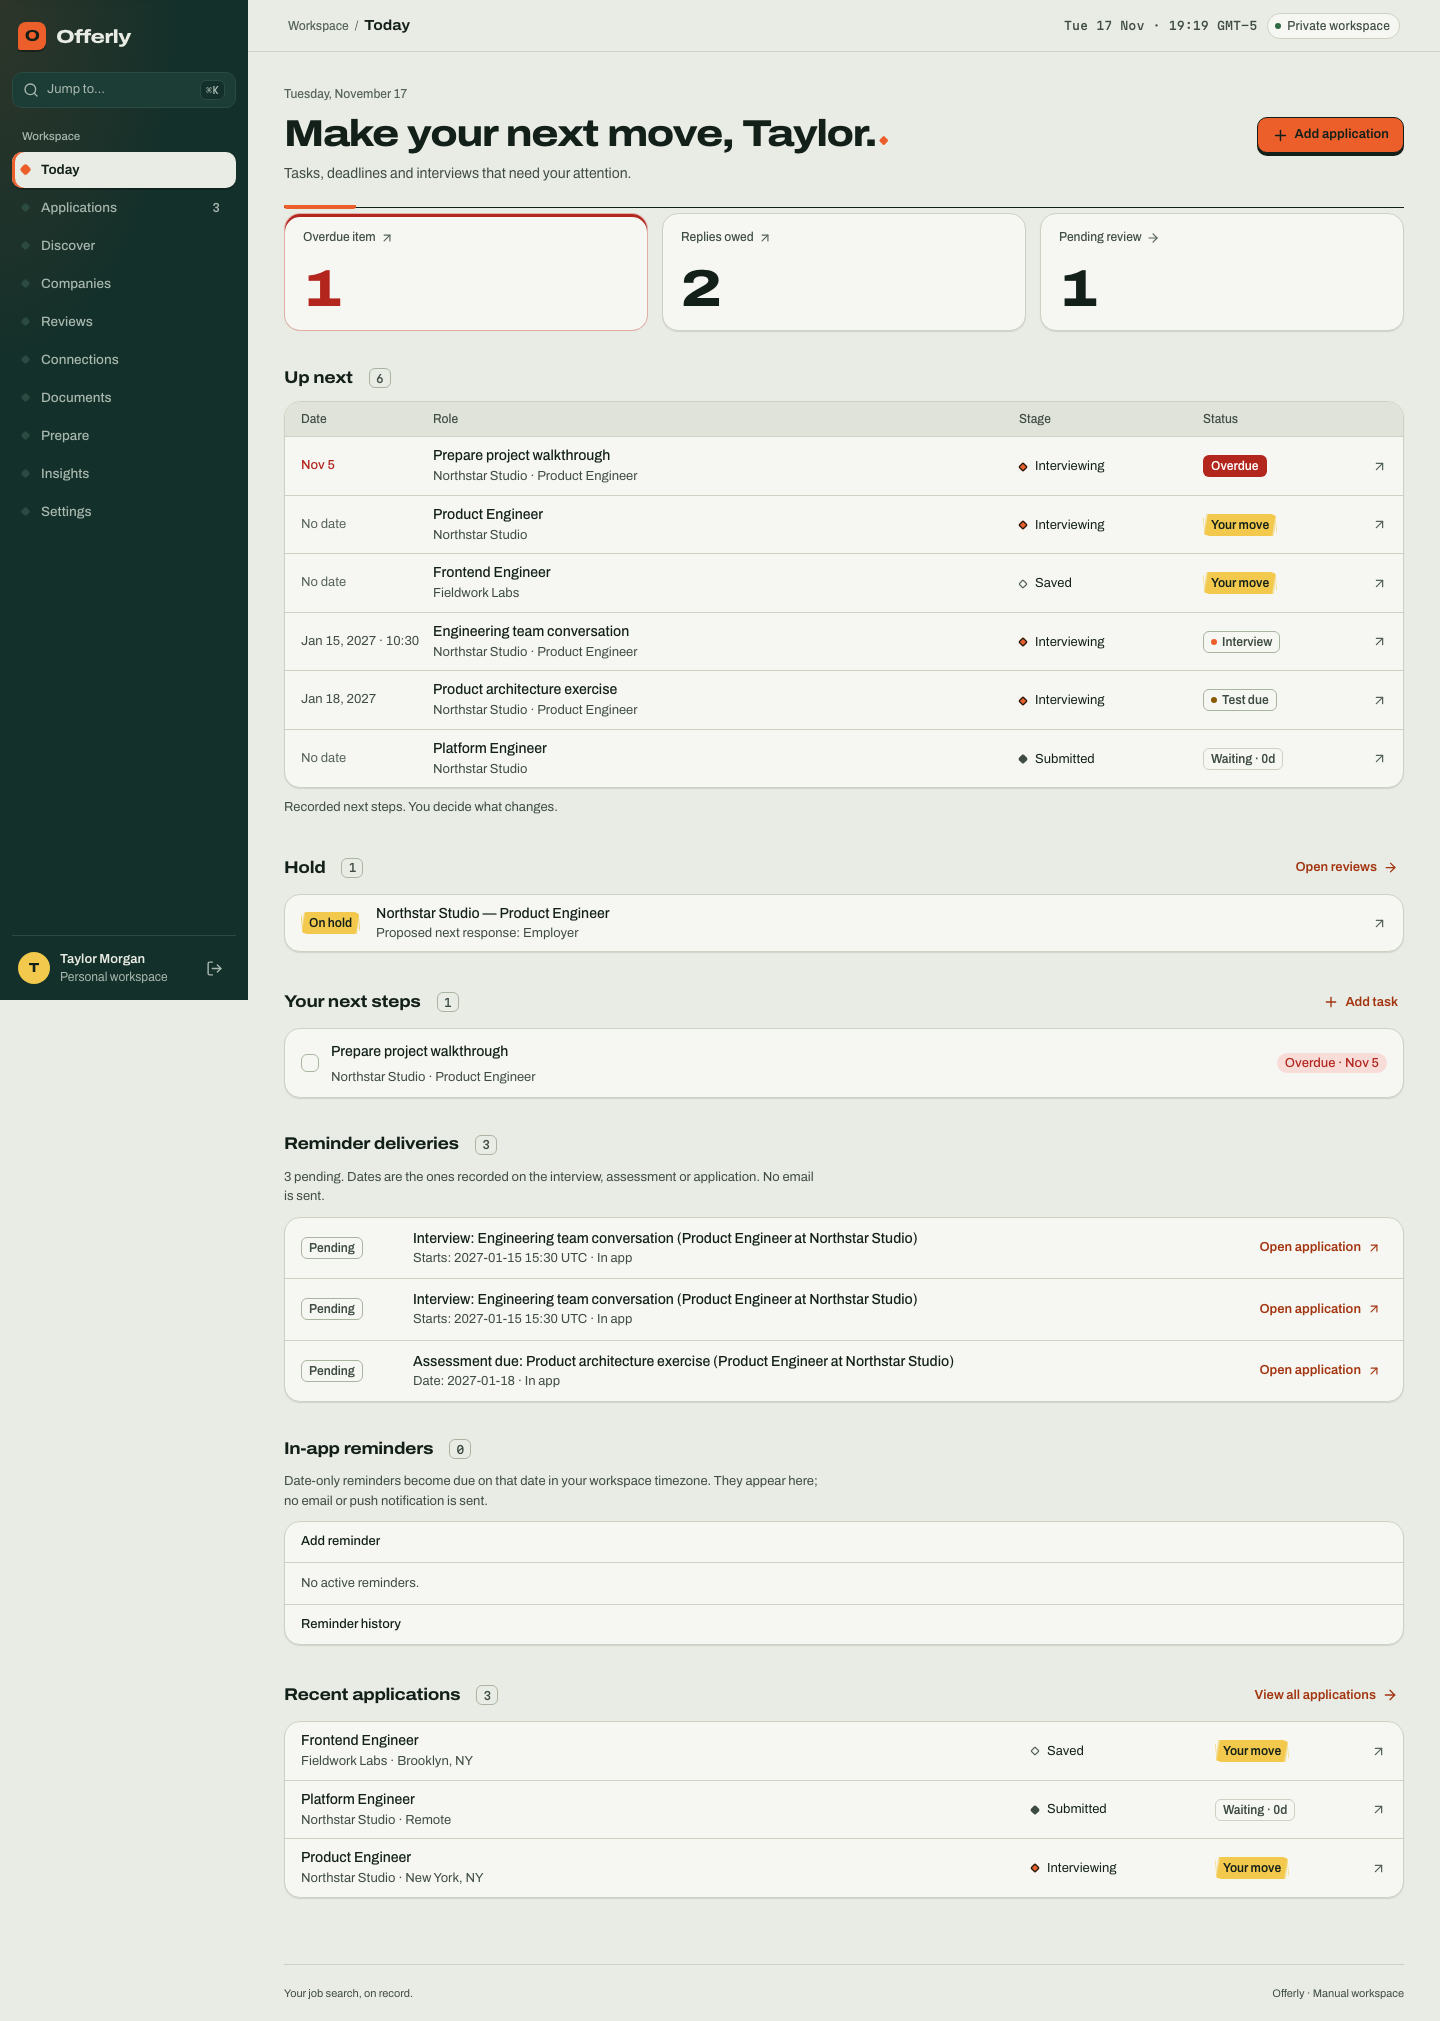 O Offerly
Jump to... ⌘K
Workspace
Today
Applications 3
Discover
Companies
Reviews
Connections
Documents
Prepare
Insights
Settings
T Taylor Morgan
Personal workspace
Workspace / Today
Tue 17 Nov · 19:19 GMT−5 Private workspace
Tuesday, November 17
Make your next move, Taylor.
Add application
Tasks, deadlines and interviews that need your attention.
Overdue item
1
Replies owed
2
Pending review
1
Up next 6
Date Role Stage Status
Nov 5 Prepare project walkthrough Interviewing Overdue
Northstar Studio · Product Engineer
No date Product Engineer Interviewing Your move
Northstar Studio
No date Frontend Engineer Saved Your move
Fieldwork Labs
Jan 15, 2027 · 10:30 Engineering team conversation Interviewing Interview
Northstar Studio · Product Engineer
Jan 18, 2027 Product architecture exercise Interviewing Test due
Northstar Studio · Product Engineer
No date Platform Engineer Submitted Waiting · 0d
Northstar Studio
Recorded next steps. You decide what changes.
Hold 1 Open reviews
On hold Northstar Studio — Product Engineer
Proposed next response: Employer
Your next steps 1 Add task
Prepare project walkthrough Overdue · Nov 5
Northstar Studio · Product Engineer
Reminder deliveries 3
3 pending. Dates are the ones recorded on the interview, assessment or application. No email
is sent.
Pending Interview: Engineering team conversation (Product Engineer at Northstar Studio) Open application
Starts: 2027-01-15 15:30 UTC · In app
Pending Interview: Engineering team conversation (Product Engineer at Northstar Studio) Open application
Starts: 2027-01-15 15:30 UTC · In app
Pending Assessment due: Product architecture exercise (Product Engineer at Northstar Studio) Open application
Date: 2027-01-18 · In app
In-app reminders 0
Date-only reminders become due on that date in your workspace timezone. They appear here;
no email or push notification is sent.
Add reminder
No active reminders.
Reminder history
Recent applications 3 View all applications
Frontend Engineer Saved Your move
Fieldwork Labs · Brooklyn, NY
Platform Engineer Submitted Waiting · 0d
Northstar Studio · Remote
Product Engineer Interviewing Your move
Northstar Studio · New York, NY
Your job search, on record. Offerly · Manual workspace